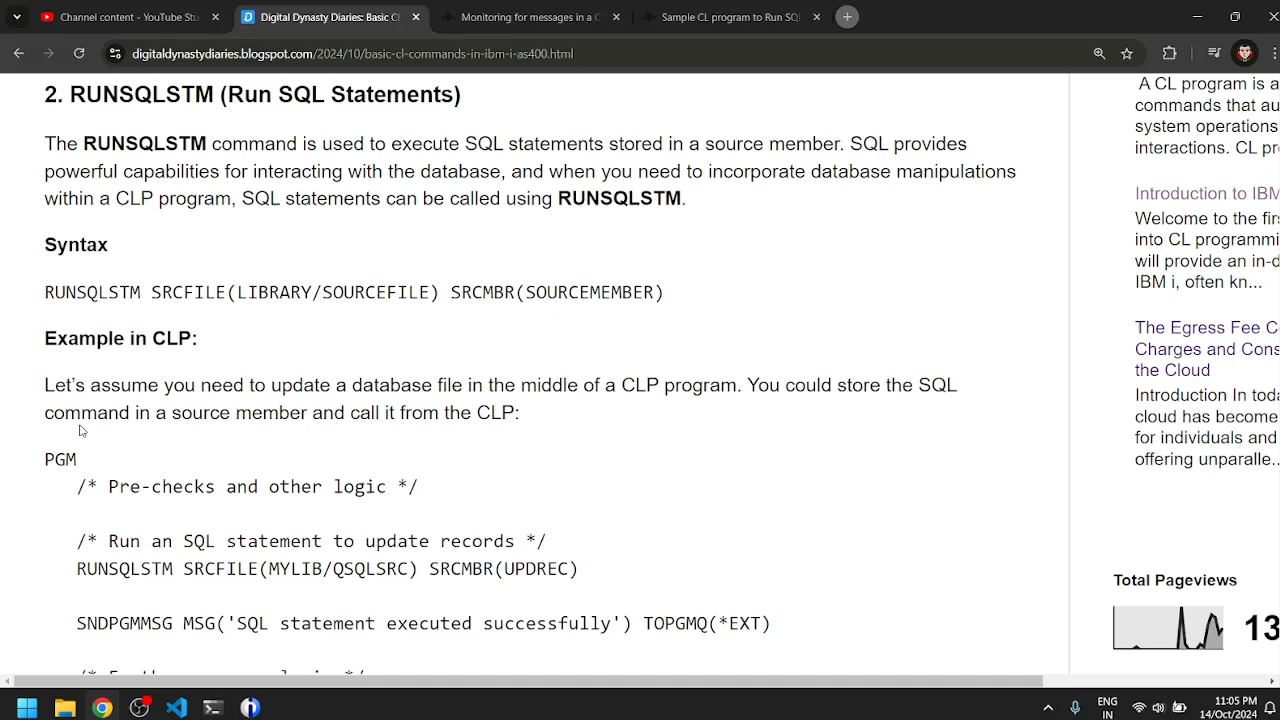 Channel content - YouTube Stu
Digital Dynasty Diaries: Basic Cl
Monitoring for messages in a C
Sample CL program to Run SQL
digitaldynastydiaries.blogspot.com/2024/10/basic-cl-commands-in-ibm-i-as400.html
2. RUNSQLSTM (Run SQL Statements)
The RUNSQLSTM command is used to execute SQL statements stored in a source member. SQL provides
powerful capabilities for interacting with the database, and when you need to incorporate database manipulations
within a CLP program, SQL statements can be called using RUNSQLSTM.
Syntax
RUNSQLSTM SRCFILE(LIBRARY/SOURCEFILE) SRCMBR(SOURCEMEMBER)
Example in CLP:
Let's assume you need to update a database file in the middle of a CLP program. You could store the SQL
command in a source member and call it from the CLP:
PGM
/* Pre-checks and other logic */
/* Run an SQL statement to update records */
RUNSQLSTM SRCFILE(MYLIB/QSQLSRC) SRCMBR(UPDREC)
SNDPGMMSG MSG('SQL statement executed successfully') TOPGMQ(*EXT)
A CL program is a
commands that au
system operations
interactions. CL pr
Introduction to IBM
Welcome to the firs
into CL programmi
will provide an in-d
IBM i, often kn...
The Egress Fee C
Charges and Cons
the Cloud
Introduction In toda
cloud has become
for individuals and
offering unparalle..
Total Pageviews
13
ENG
IN
11:05 PM
14/Oct/2024